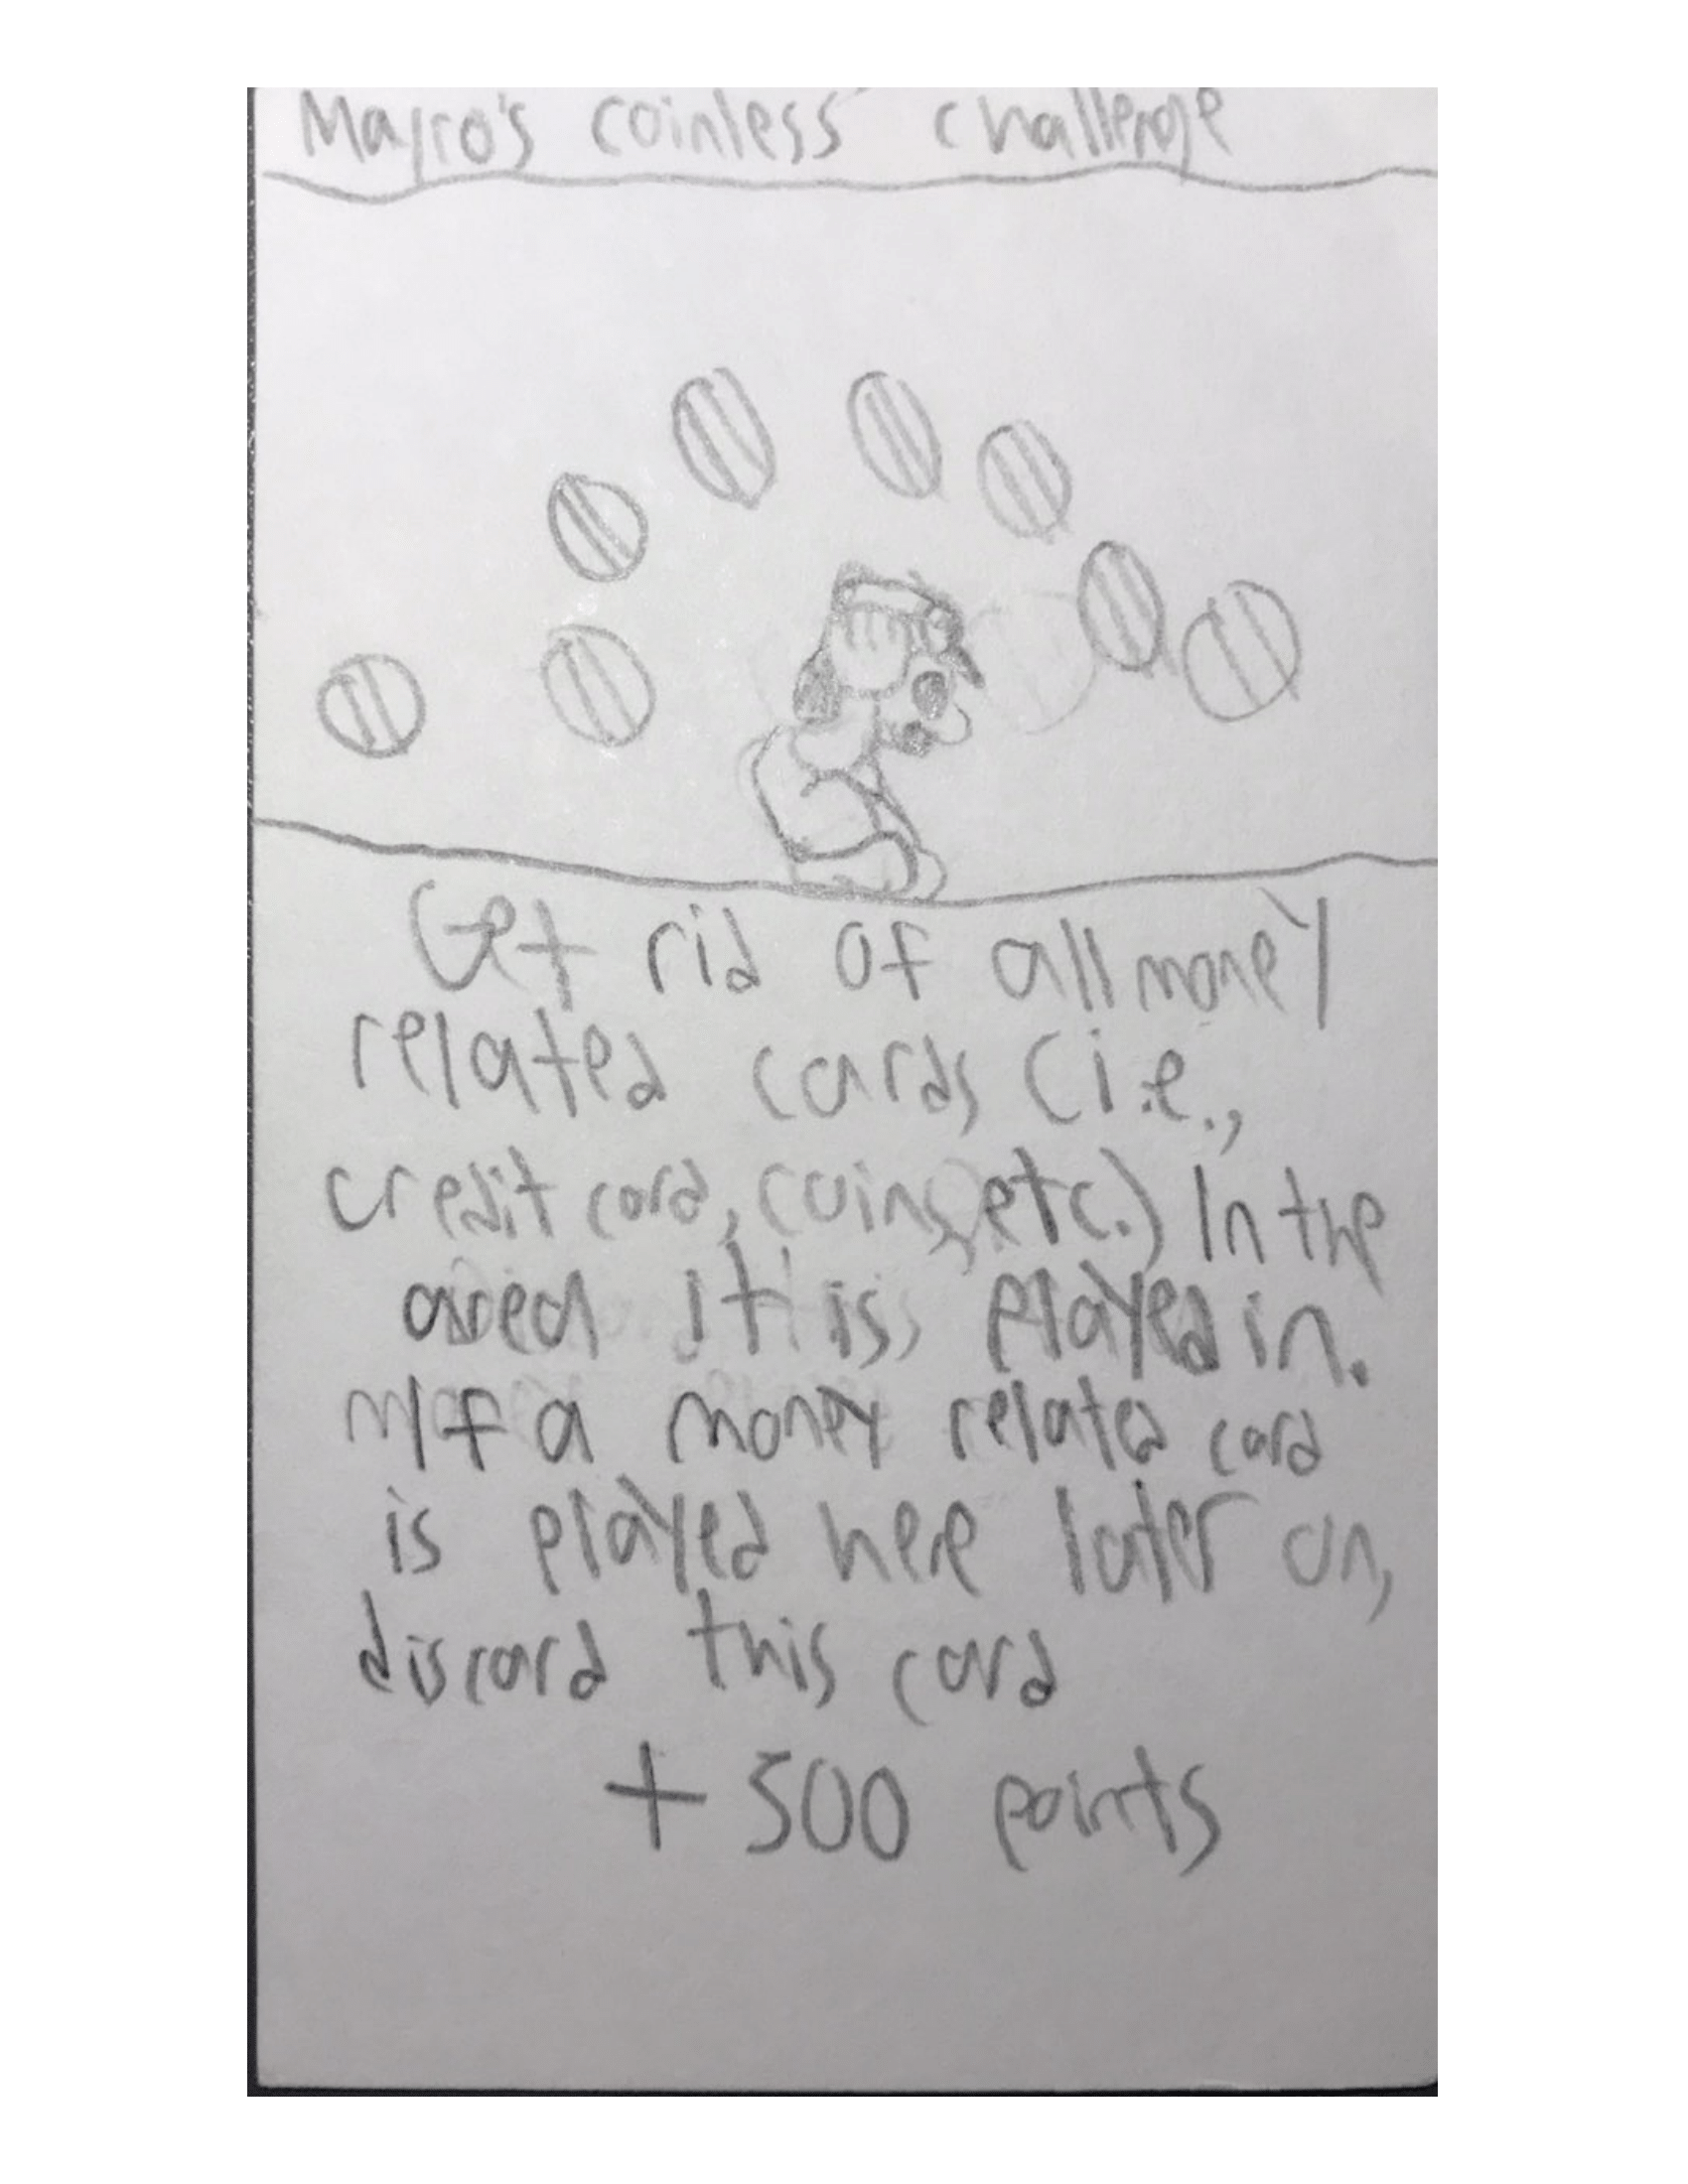 Mayro's coinless challenge
Get rid of all money
related cards (i.e.,
credit card, coins, etc.) In the
area it is played in.
If a money related card
is played here later on,
discard this card
+ 500 points